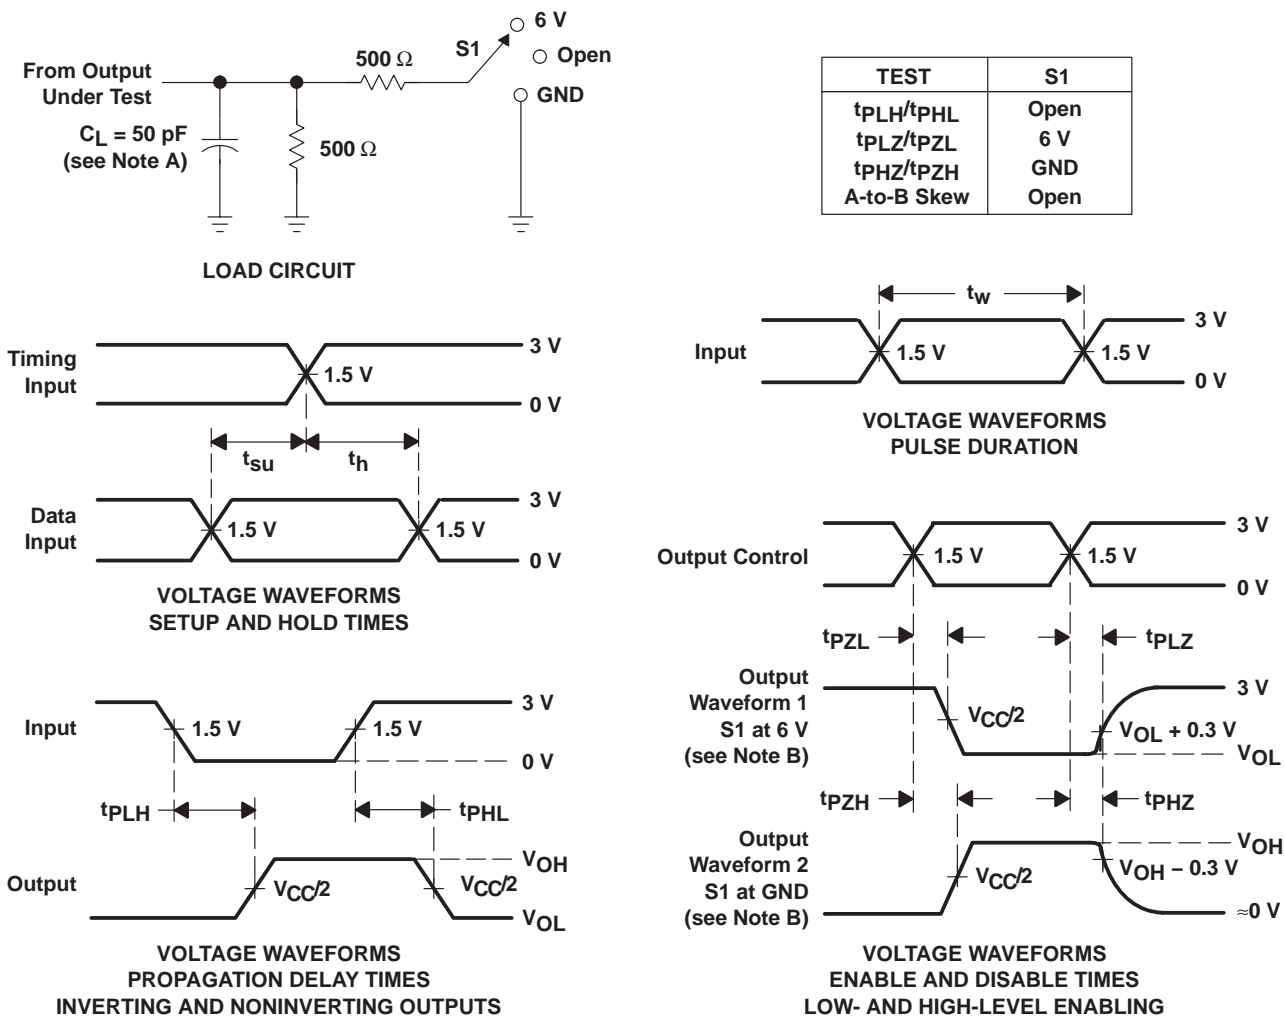 6 V
S1
Open
500 Ω
GND
From Output
Under Test
CL = 50 pF
(see Note A)
500 Ω
LOAD CIRCUIT
TEST S1
tPLH/tPHL Open
tPLZ/tPZL 6 V
tPHZ/tPZH GND
A-to-B Skew Open
tw
3 V
Input
1.5 V 1.5 V
0 V
VOLTAGE WAVEFORMS
PULSE DURATION
Timing
Input
3 V
1.5 V
0 V
tsu th
Data
Input
3 V
1.5 V 1.5 V
0 V
VOLTAGE WAVEFORMS
SETUP AND HOLD TIMES
Input
3 V
1.5 V 1.5 V
0 V
tPLH tPHL
Output
VOH
VCC/2 VCC/2
VOL
VOLTAGE WAVEFORMS
PROPAGATION DELAY TIMES
INVERTING AND NONINVERTING OUTPUTS
Output Control
3 V
1.5 V 1.5 V
0 V
tPZL tPLZ
Output
Waveform 1
S1 at 6 V
(see Note B)
3 V
VCC/2
VOL + 0.3 V
VOL
tPZH tPHZ
Output
Waveform 2
S1 at GND
(see Note B)
VOH
VCC/2
VOH − 0.3 V
≈0 V
VOLTAGE WAVEFORMS
ENABLE AND DISABLE TIMES
LOW- AND HIGH-LEVEL ENABLING